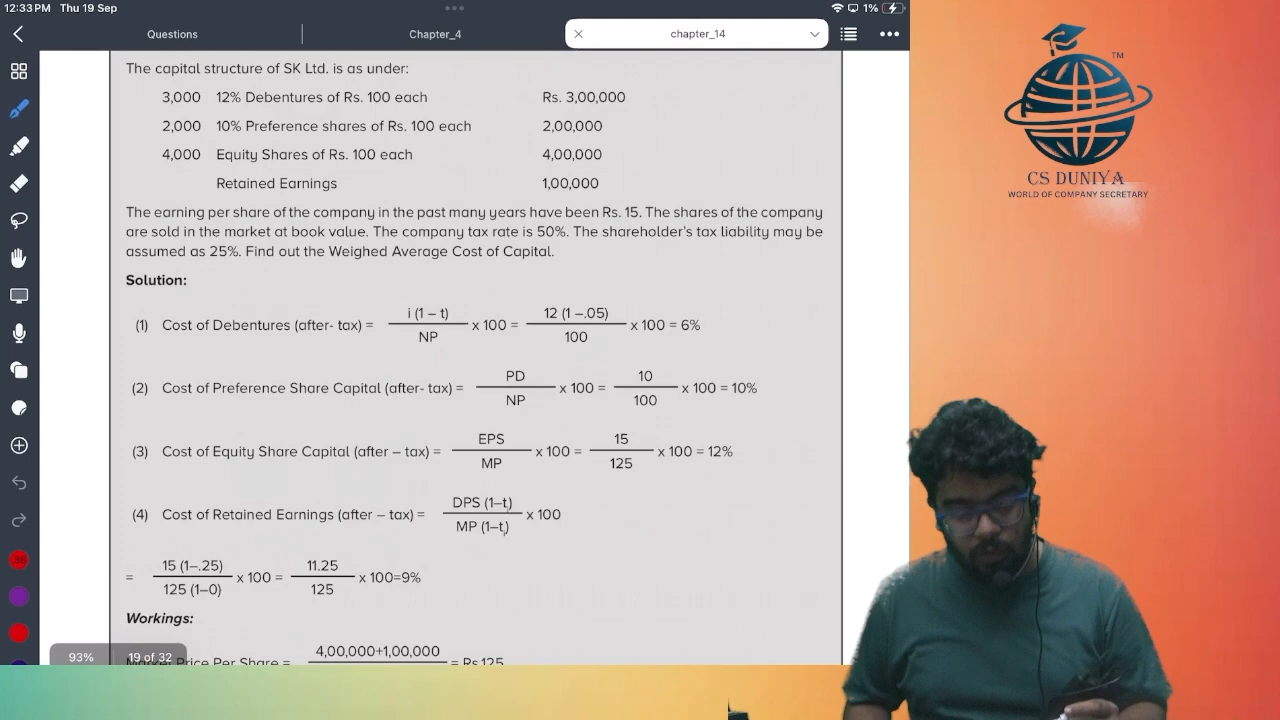 12:33 PM Thu 19 Sep
1%
Questions
Chapter_4
chapter_14
The capital structure of SK Ltd. is as under:
3,000 12% Debentures of Rs. 100 each Rs. 3,00,000
2,000 10% Preference shares of Rs. 100 each 2,00,000
4,000 Equity Shares of Rs. 100 each 4,00,000
Retained Earnings 1,00,000
The earning per share of the company in the past many years have been Rs. 15. The shares of the company
are sold in the market at book value. The company tax rate is 50%. The shareholder's tax liability may be
assumed as 25%. Find out the Weighed Average Cost of Capital.
Solution:
(1) Cost of Debentures (after- tax) = i (1 – t) / NP x 100 = 12 (1 –.05) / 100 x 100 = 6%
(2) Cost of Preference Share Capital (after- tax) = PD / NP x 100 = 10 / 100 x 100 = 10%
(3) Cost of Equity Share Capital (after – tax) = EPS / MP x 100 = 15 / 125 x 100 = 12%
(4) Cost of Retained Earnings (after – tax) = DPS (1–t) / MP (1–t) x 100
= 15 (1–.25) / 125 (1–0) x 100 = 11.25 / 125 x 100=9%
Workings:
Price Per Share = 4,00,000+1,00,000 = Rs 125
93%
19 of 32
TM
CS DUNIYA
WORLD OF COMPANY SECRETARY